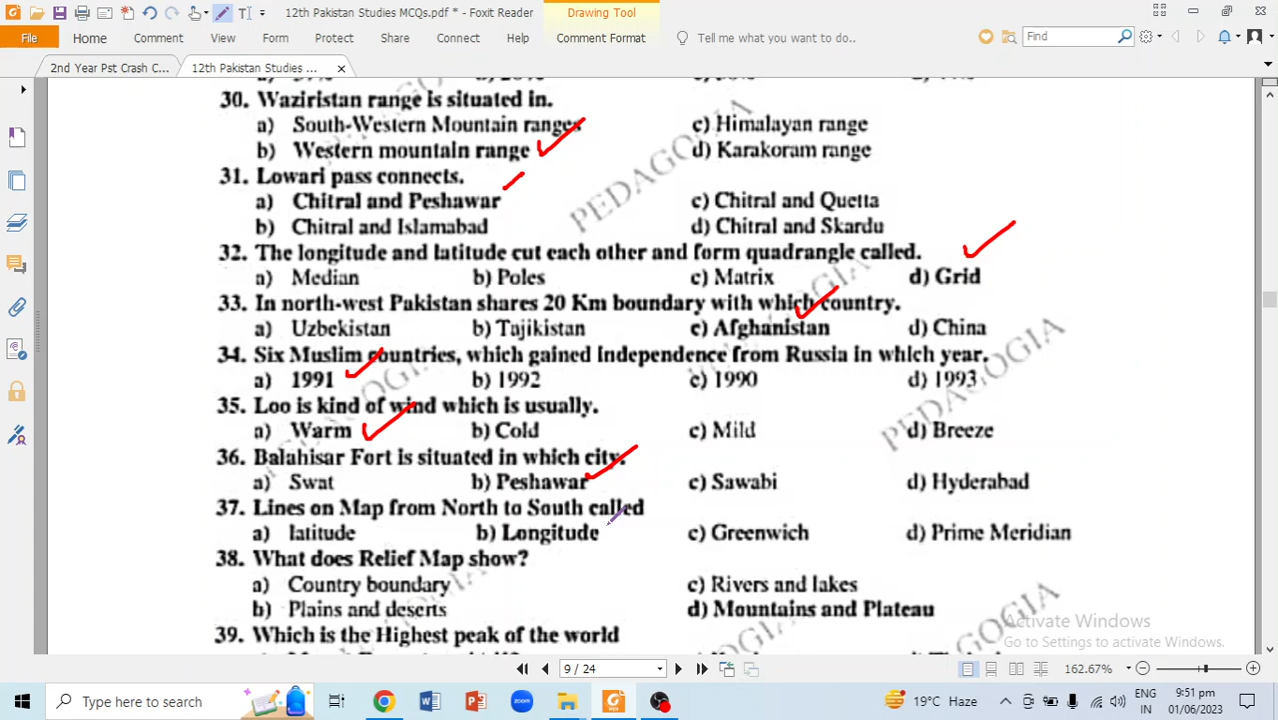 12th Pakistan Studies MCQs.pdf * - Foxit Reader
Drawing Tool
File Home Comment View Form Protect Share Connect Help Comment Format Tell me what you want to do... Find
2nd Year Pst Crash C... 12th Pakistan Studies ...
30. Waziristan range is situated in.
a) South-Western Mountain ranges c) Himalayan range
b) Western mountain range d) Karakoram range
31. Lowari pass connects.
a) Chitral and Peshawar c) Chitral and Quetta
b) Chitral and Islamabad d) Chitral and Skardu
32. The longitude and latitude cut each other and form quadrangle called.
a) Median b) Poles c) Matrix d) Grid
33. In north-west Pakistan shares 20 Km boundary with which country.
a) Uzbekistan b) Tajikistan c) Afghanistan d) China
34. Six Muslim countries, which gained independence from Russia in which year.
a) 1991 b) 1992 c) 1990 d) 1993
35. Loo is kind of wind which is usually.
a) Warm b) Cold c) Mild d) Breeze
36. Balahisar Fort is situated in which city.
a) Swat b) Peshawar c) Sawabi d) Hyderabad
37. Lines on Map from North to South called
a) latitude b) Longitude c) Greenwich d) Prime Meridian
38. What does Relief Map show?
a) Country boundary c) Rivers and lakes
b) Plains and deserts d) Mountains and Plateau
39. Which is the Highest peak of the world
PEDAGOGIA
PEDAGOGIA
Activate Windows
Go to Settings to activate Windows.
9 / 24 162.67%
Type here to search zoom 19°C Haze ENG IN 9:51 pm 01/06/2023